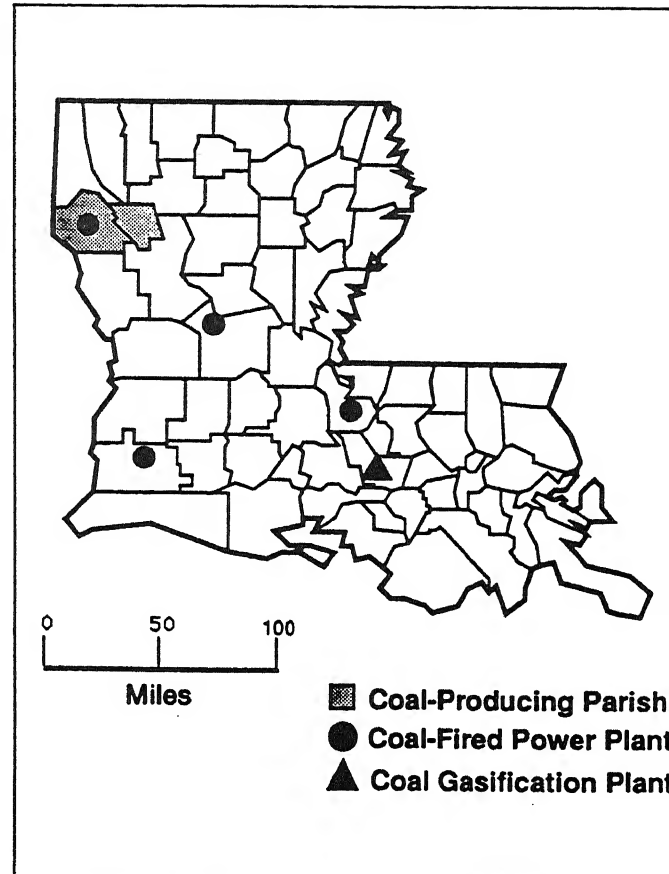 0 50 100
Miles
Coal-Producing Parish
Coal-Fired Power Plant
Coal Gasification Plant